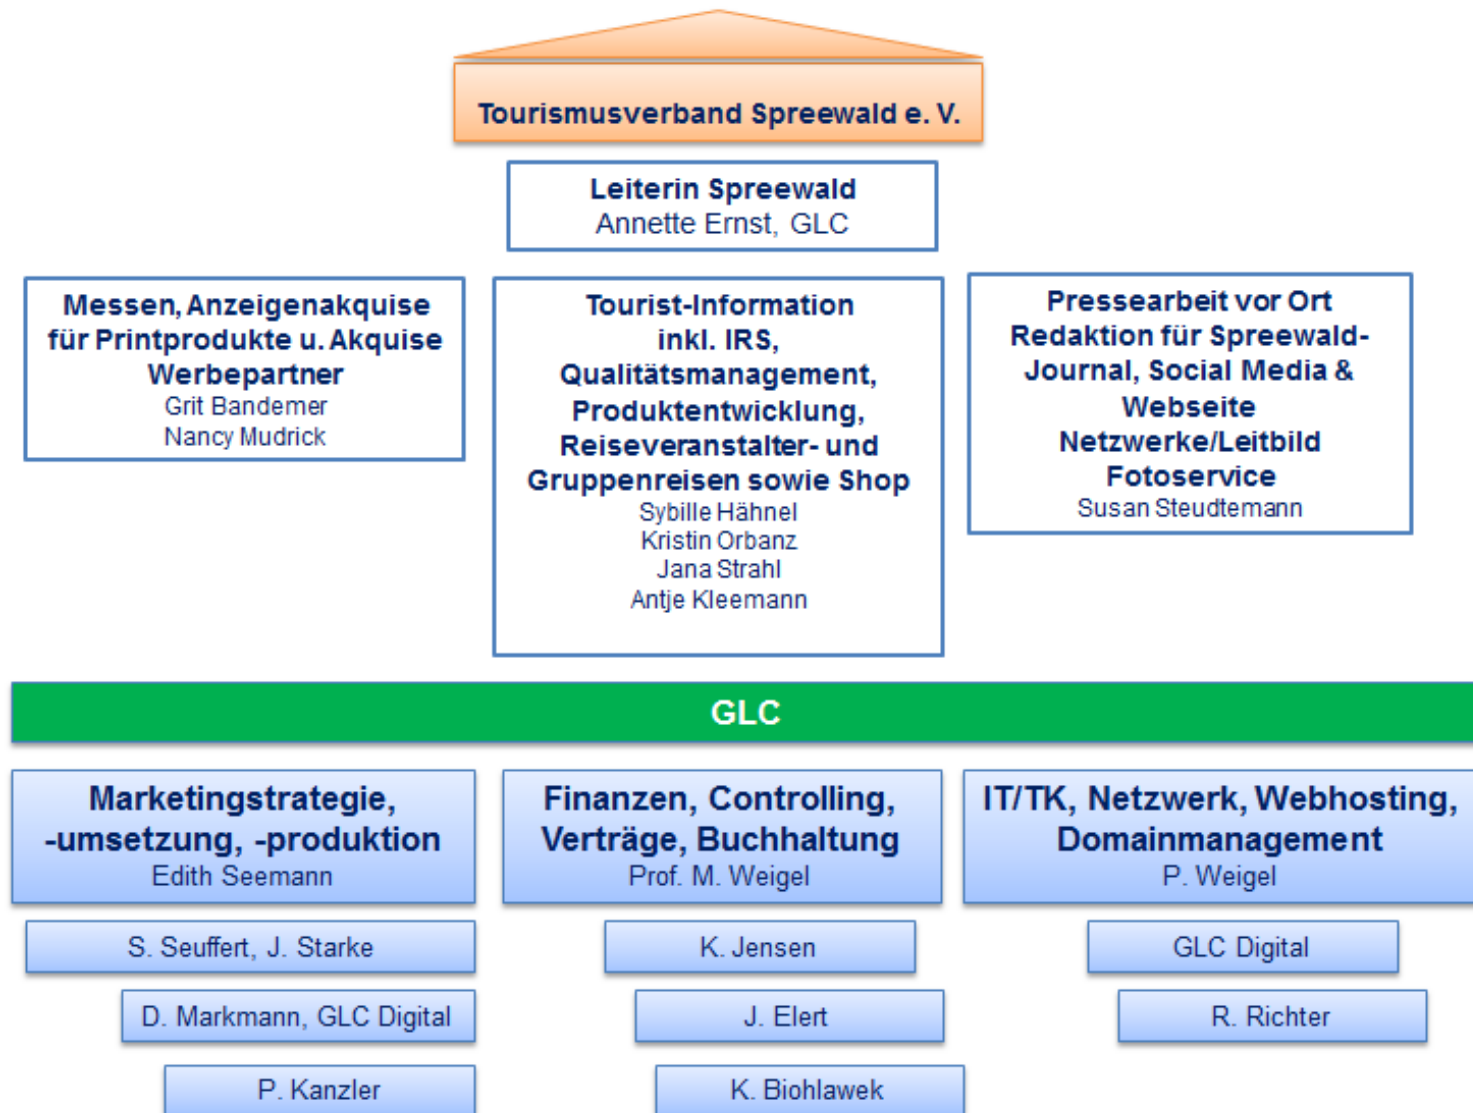 Tourismusverband Spreewald e. V.
Leiterin Spreewald
Annette Ernst, GLC
Messen, Anzeigenakquise
für Printprodukte u. Akquise
Werbepartner
Grit Bandemer
Nancy Mudrick
Tourist-Information
inkl. IRS,
Qualitätsmanagement,
Produktentwicklung,
Reiseveranstalter- und
Gruppenreisen sowie Shop
Sybille Hähnel
Kristin Orbanz
Jana Strahl
Antje Kleemann
Pressearbeit vor Ort
Redaktion für Spreewald-
Journal, Social Media &
Webseite
Netzwerke/Leitbild
Fotoservice
Susan Steudtemann
GLC
Marketingstrategie,
-umsetzung, -produktion
Edith Seemann
S. Seuffert, J. Starke
D. Markmann, GLC Digital
P. Kanzler
Finanzen, Controlling,
Verträge, Buchhaltung
Prof. M. Weigel
K. Jensen
J. Elert
K. Biohlawek
IT/TK, Netzwerk, Webhosting,
Domainmanagement
P. Weigel
GLC Digital
R. Richter